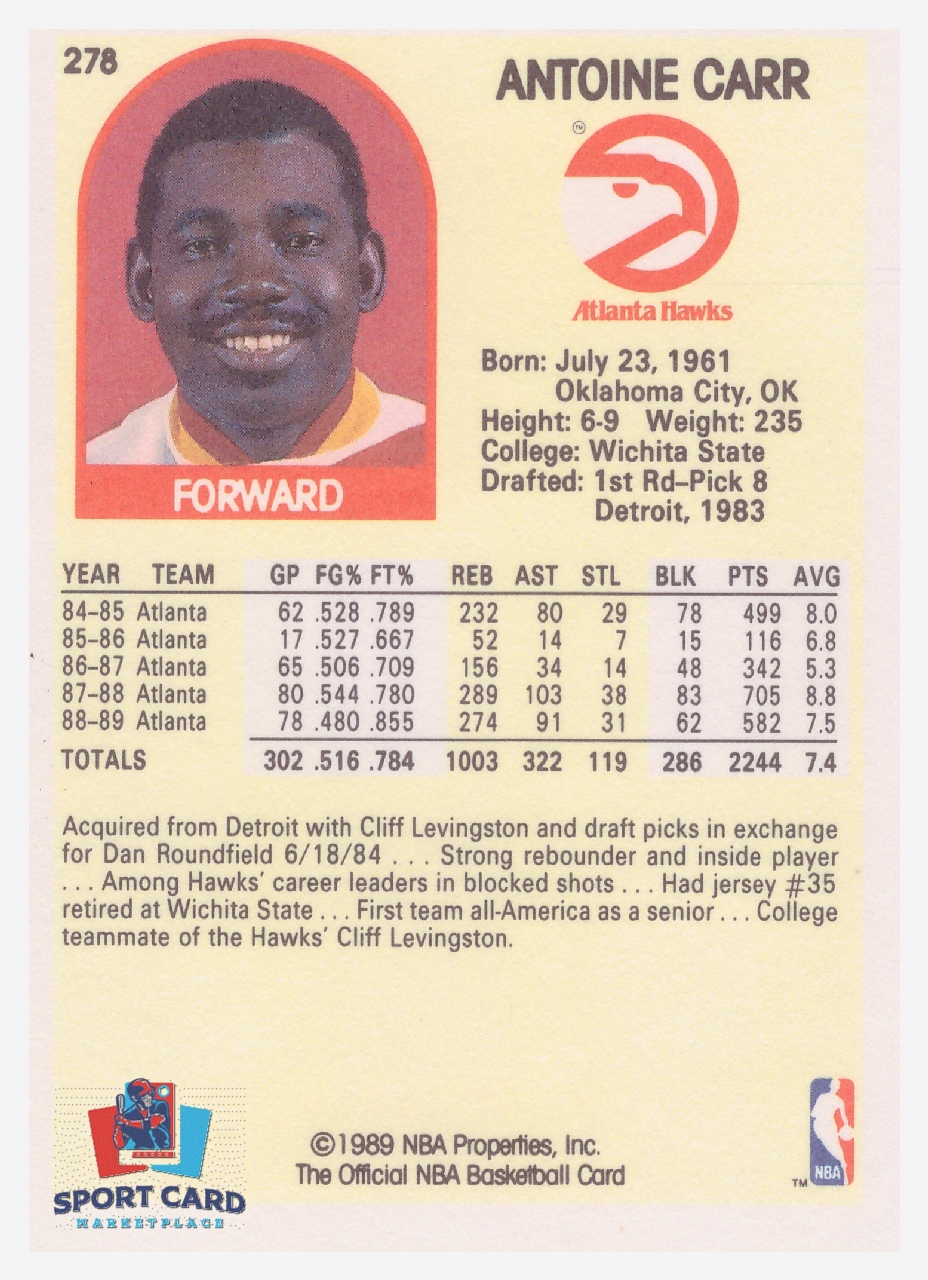 278
ANTOINE CARR
Atlanta Hawks
Born: July 23, 1961
Oklahoma City, OK
Height: 6-9 Weight: 235
College: Wichita State
Drafted: 1st Rd–Pick 8
Detroit, 1983
FORWARD
YEAR TEAM GP FG% FT% REB AST STL BLK PTS AVG
84–85 Atlanta 62 .528 .789 232 80 29 78 499 8.0
85–86 Atlanta 17 .527 .667 52 14 7 15 116 6.8
86–87 Atlanta 65 .506 .709 156 34 14 48 342 5.3
87–88 Atlanta 80 .544 .780 289 103 38 83 705 8.8
88–89 Atlanta 78 .480 .855 274 91 31 62 582 7.5
TOTALS 302 .516 .784 1003 322 119 286 2244 7.4
Acquired from Detroit with Cliff Levingston and draft picks in exchange
for Dan Roundfield 6/18/84 . . . Strong rebounder and inside player
. . . Among Hawks' career leaders in blocked shots . . . Had jersey #35
retired at Wichita State . . . First team all-America as a senior . . . College
teammate of the Hawks' Cliff Levingston.
©1989 NBA Properties, Inc.
The Official NBA Basketball Card
TM NBA
SPORT CARD
MARKETPLACE